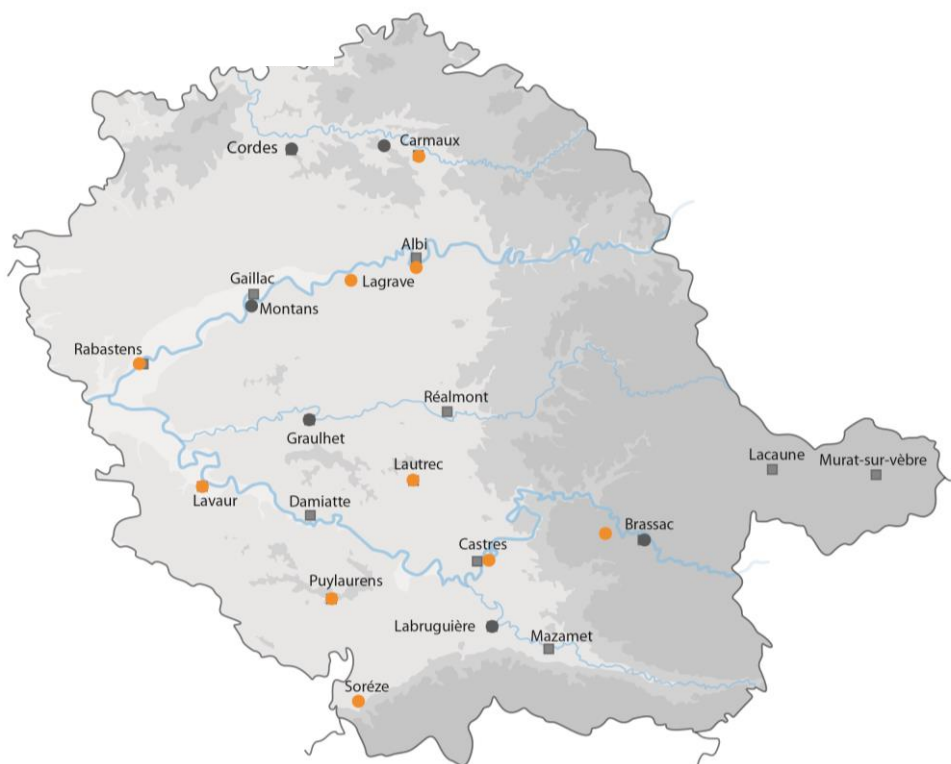 Carmaux
Cordes
Albi
Gaillac
Lagrave
Montans
Rabastens
Réalmont
Graulhet
Lautrec
Lacaune
Murat-sur-vèbre
Lavaur
Damiatte
Brassac
Castres
Puylaurens
Labruguière
Mazamet
Soréze